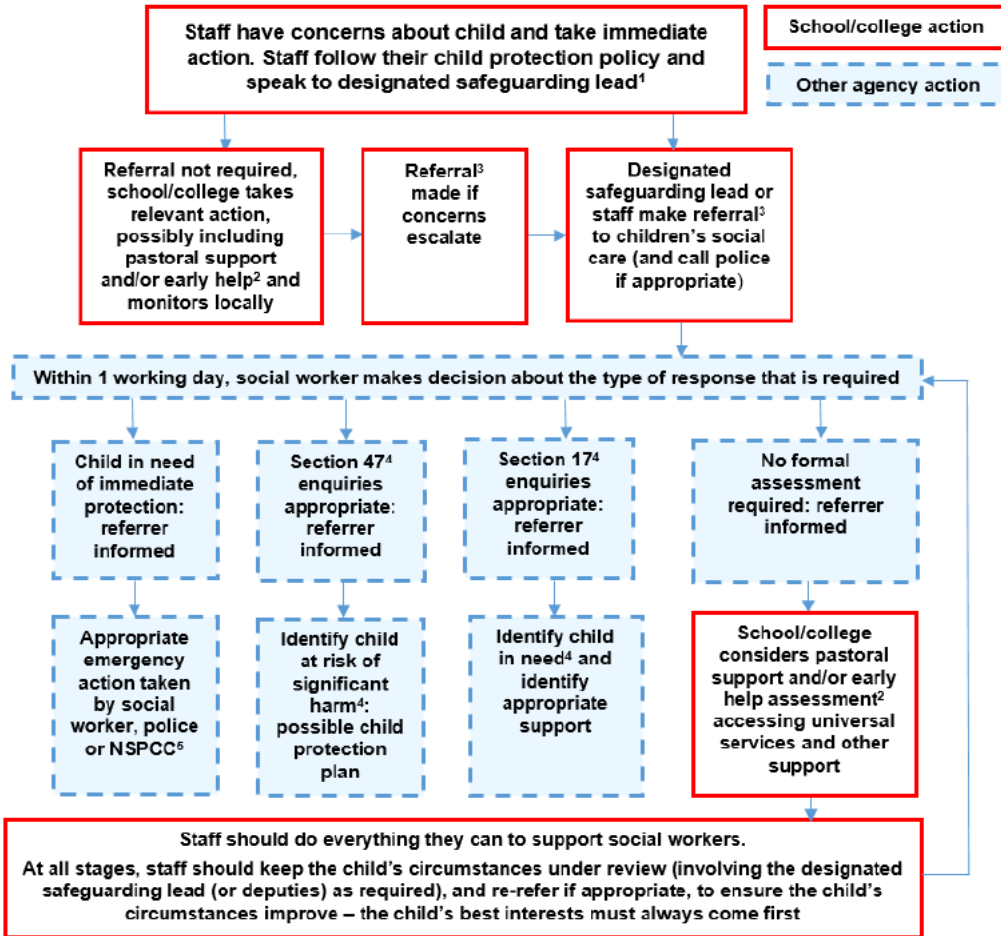 Staff have concerns about child and take immediate
action. Staff follow their child protection policy and
speak to designated safeguarding lead¹
School/college action
Other agency action
Referral not required,
school/college takes
relevant action,
possibly including
pastoral support
and/or early help² and
monitors locally
Referral³
made if
concerns
escalate
Designated
safeguarding lead or
staff make referral³
to children's social
care (and call police
if appropriate)
Within 1 working day, social worker makes decision about the type of response that is required
Child in need
of immediate
protection:
referrer
informed
Section 47⁴
enquiries
appropriate:
referrer
informed
Section 17⁴
enquiries
appropriate:
referrer
informed
No formal
assessment
required: referrer
informed
Appropriate
emergency
action taken
by social
worker, police
or NSPCC⁵
Identify child
at risk of
significant
harm⁴:
possible child
protection
plan
Identify child
in need⁴ and
identify
appropriate
support
School/college
considers pastoral
support and/or early
help assessment²
accessing universal
services and other
support
Staff should do everything they can to support social workers.
At all stages, staff should keep the child's circumstances under review (involving the designated
safeguarding lead (or deputies) as required), and re-refer if appropriate, to ensure the child's
circumstances improve – the child's best interests must always come first